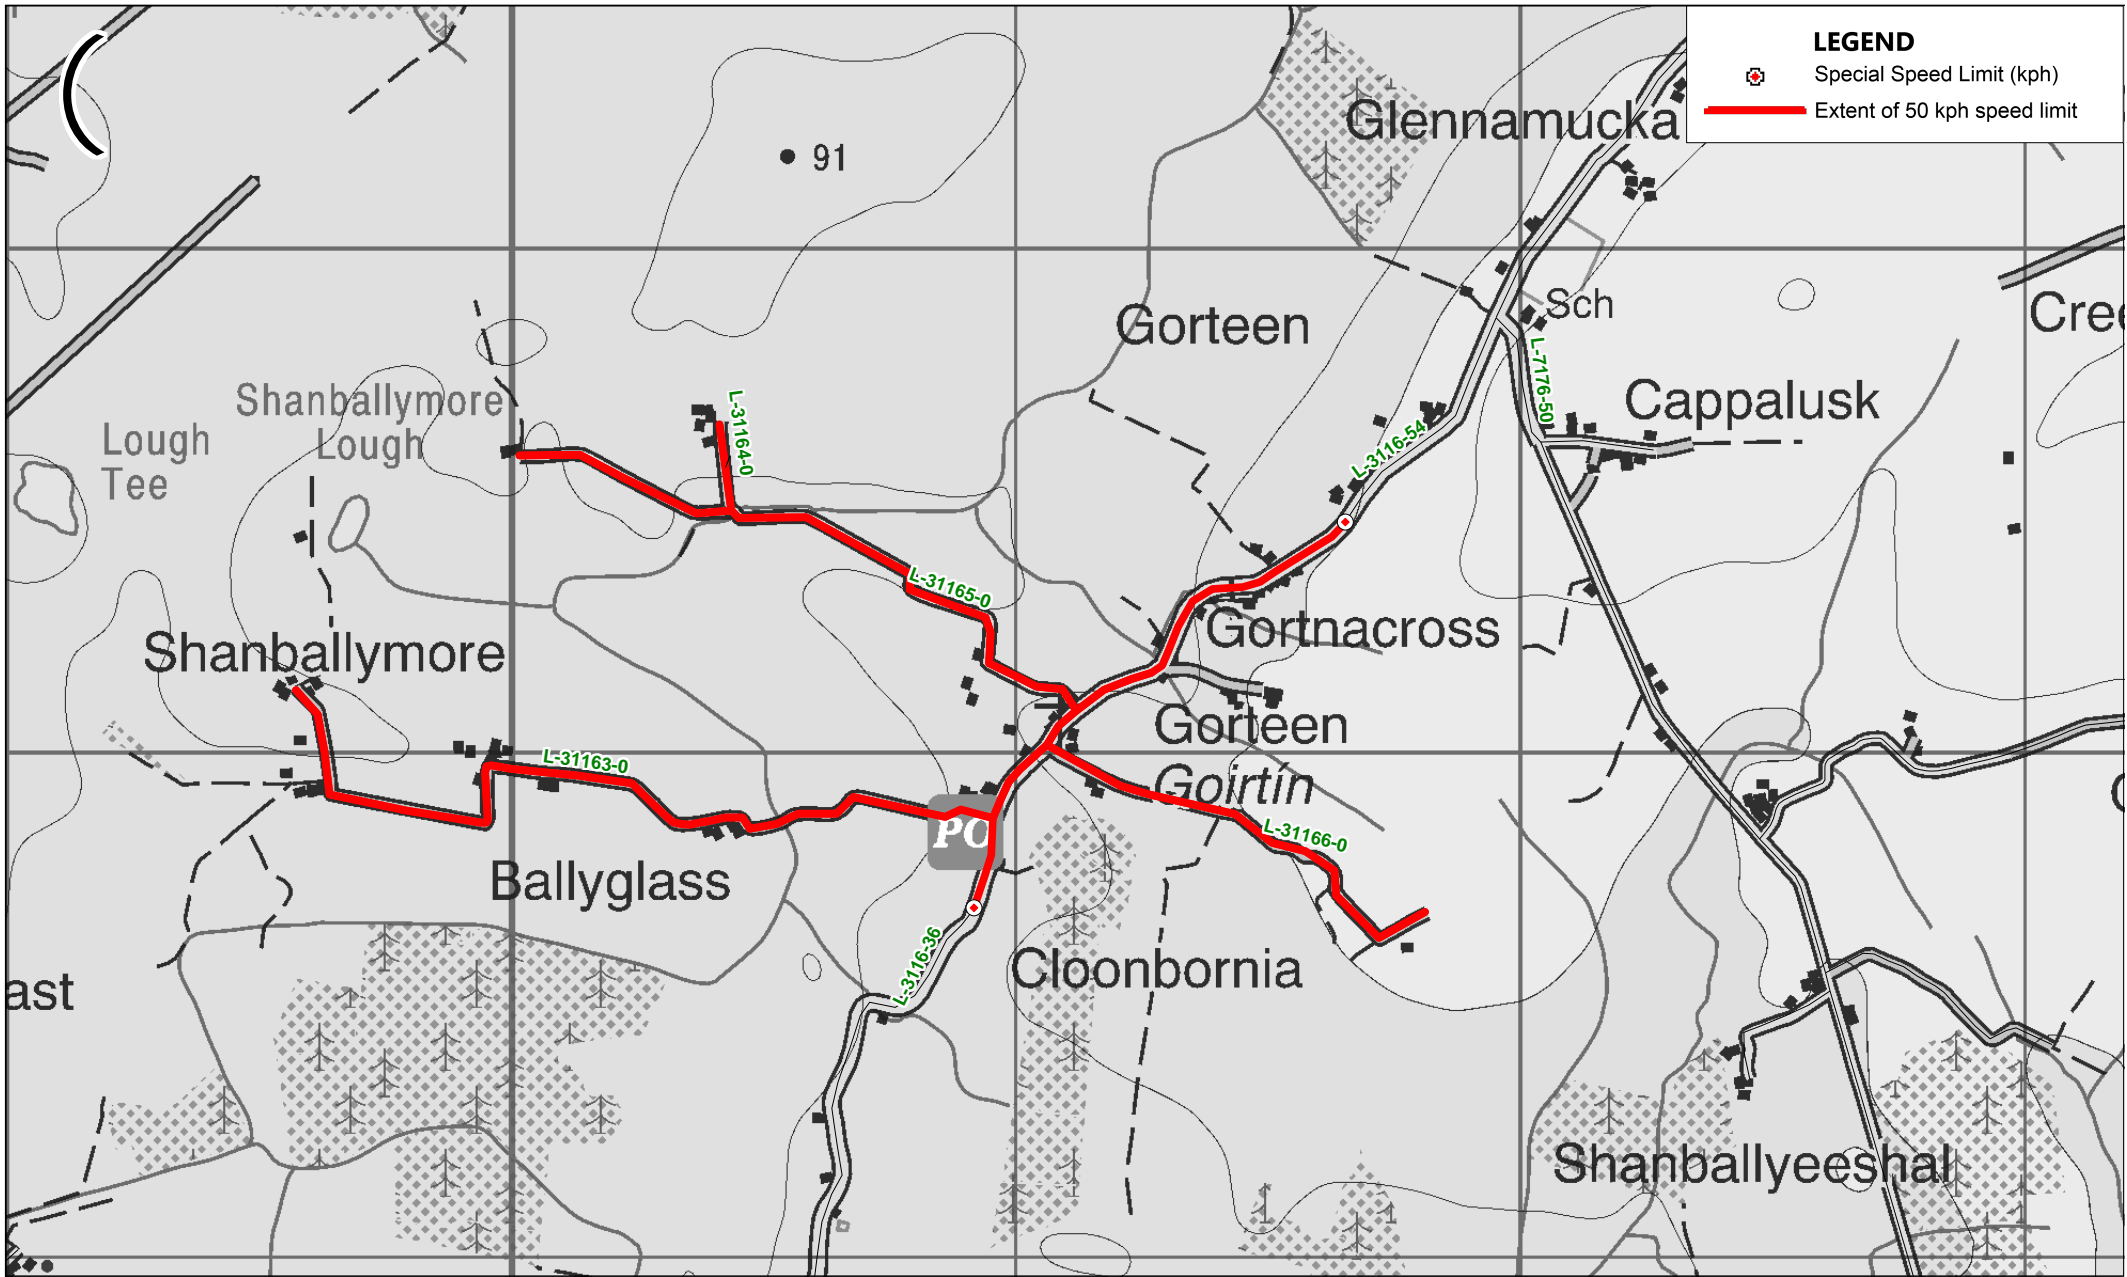 LEGEND
Special Speed Limit (kph)
Extent of 50 kph speed limit
Glennamucka
91
Sch
Gorteen
Cree
L-7176-50
Shanballymore
Lough
Lough
Tee
L-31164-0
Cappalusk
L-3116-54
L-31165-0
Gortnacross
Shanballymore
Gorteen
Goirtín
L-31163-0
PO
L-31166-0
Ballyglass
L-3116-36
Cloonbornia
ast
Shanballyeeshal